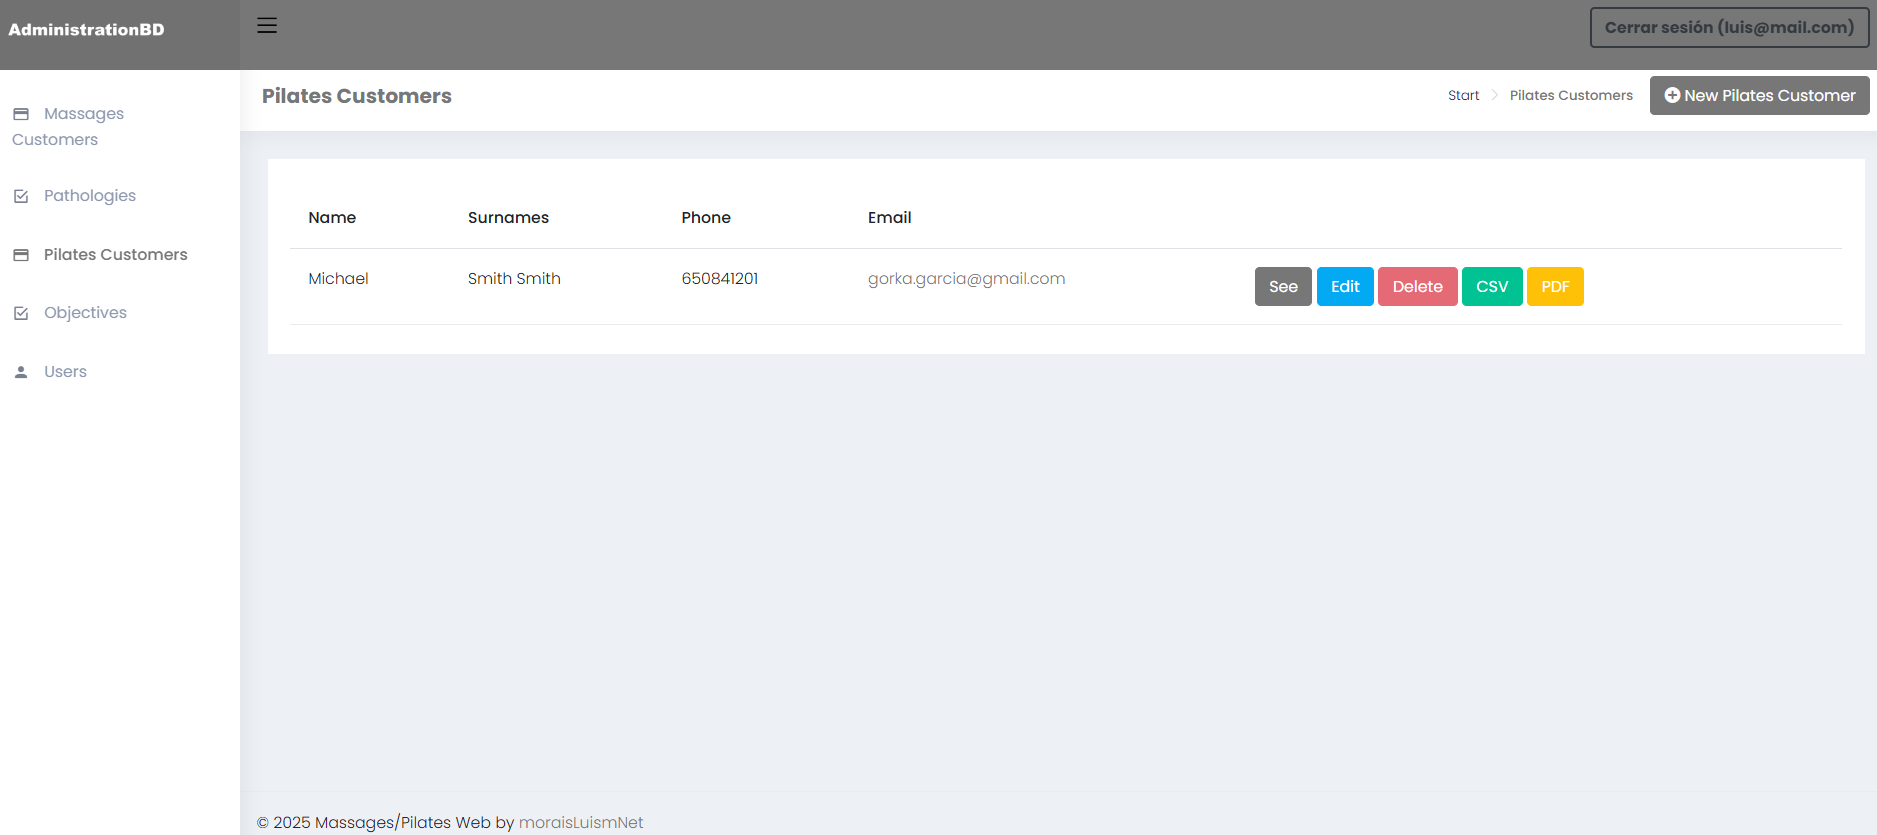 AdministrationBD
Cerrar sesión (luis@mail.com)
Massages
Customers
Pathologies
Pilates Customers
Objectives
Users
Pilates Customers
Start Pilates Customers
New Pilates Customer
Name Surnames Phone Email
Michael Smith Smith 650841201 gorka.garcia@gmail.com See Edit Delete CSV PDF
© 2025 Massages/Pilates Web by moraisLuismNet